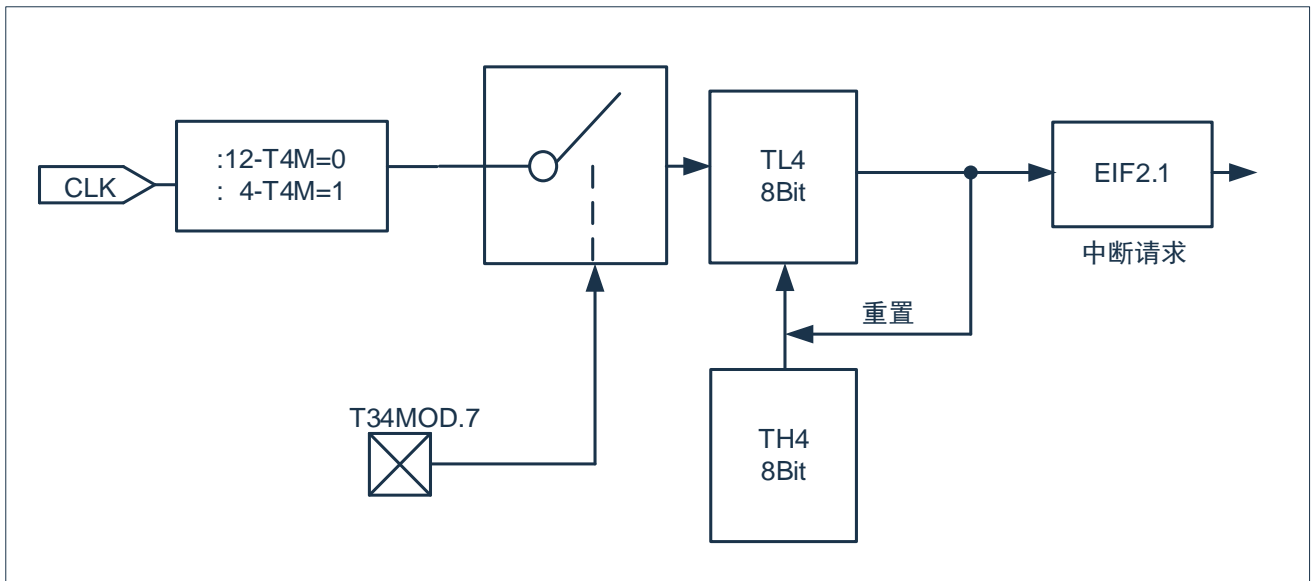 CLK
:12-T4M=0
: 4-T4M=1
TL4
8Bit
EIF2.1
中断请求
重置
T34MOD.7
TH4
8Bit